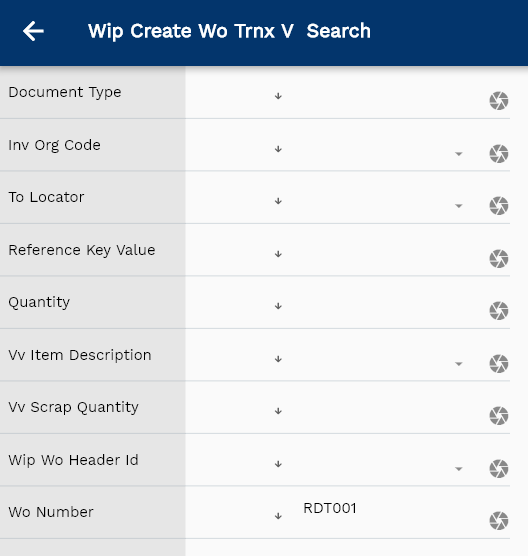 Wip Create Wo Trnx V Search
Document Type
Inv Org Code
To Locator
Reference Key Value
Quantity
Vv Item Description
Vv Scrap Quantity
Wip Wo Header Id
Wo Number RDT001